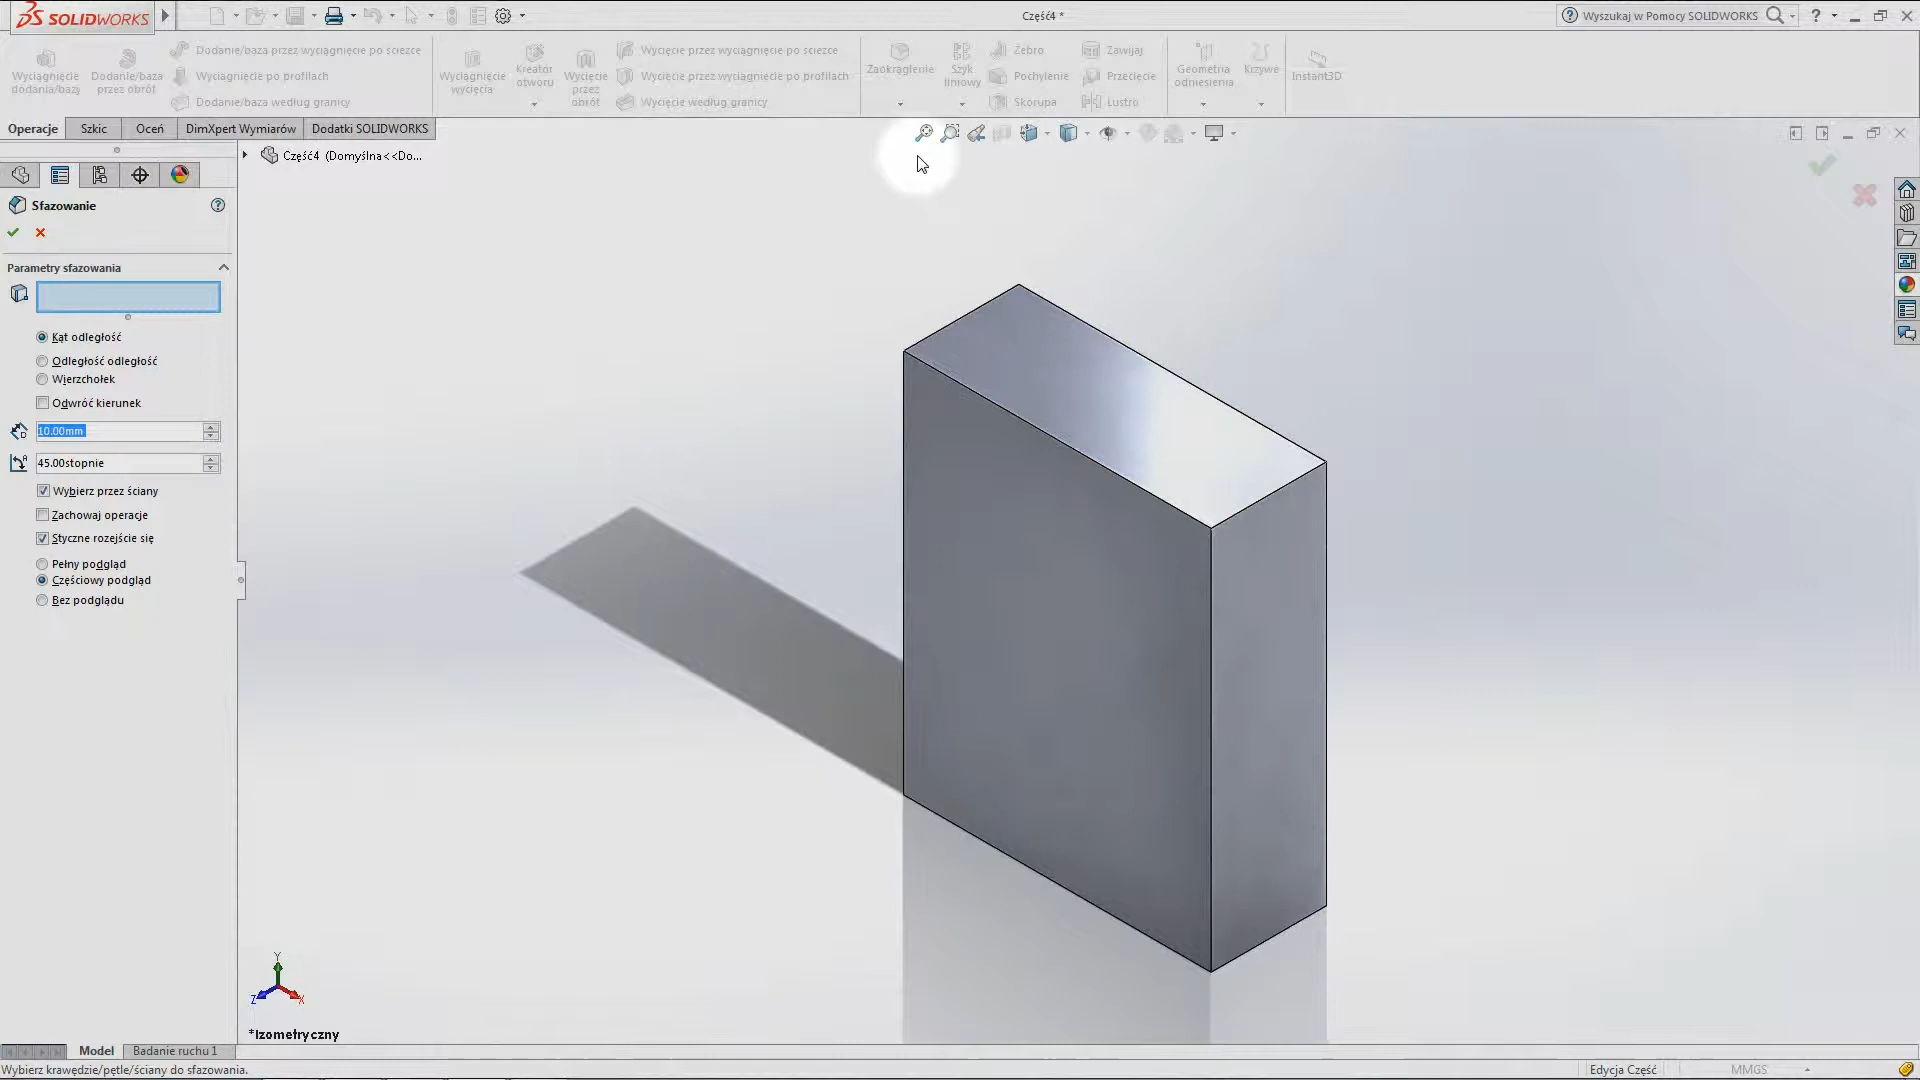 SOLIDWORKS
Część4 *
Wyszukaj w Pomocy SOLIDWORKS
?
Wyciągnięcie dodania/bazy
Dodanie/baza przez obrót
Dodanie/baza przez wyciągnięcie po ścieżce
Wyciągnięcie po profilach
Dodanie/baza według granicy
Wyciągnięcie wycięcia
Kreator otworu
Wycięcie przez obrót
Wycięcie przez wyciągnięcie po ścieżce
Wycięcie przez wyciągnięcie po profilach
Wycięcie według granicy
Zaokrąglenie
Szyk liniowy
Żebro
Pochylenie
Skorupa
Zawijaj
Przecięcie
Lustro
Geometria odniesienia
Krzywe
Instant3D
Operacje
Szkic
Oceń
DimXpert Wymiarów
Dodatki SOLIDWORKS
Część4 (Domyślna<<Do...
Sfazowanie
?
Parametry sfazowania
Kąt odległość
Odległość odległość
Wierzchołek
Odwróć kierunek
10.00mm
45.00stopnie
Wybierz przez ściany
Zachowaj operacje
Styczne rozejście się
Pełny podgląd
Częściowy podgląd
Bez podglądu
Y
Z
X
*Izometryczny
Model
Badanie ruchu 1
Wybierz krawędzie/pętle/ściany do sfazowania.
Edycja Część
MMGS